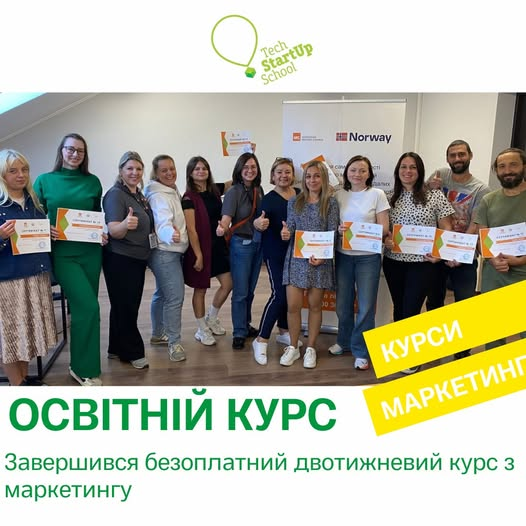 Tech
StartUp
School
Norway
КУРСИ
МАРКЕТИНГ
ОСВІТНІЙ КУРС
Завершився безоплатний двотижневий курс з
маркетингу